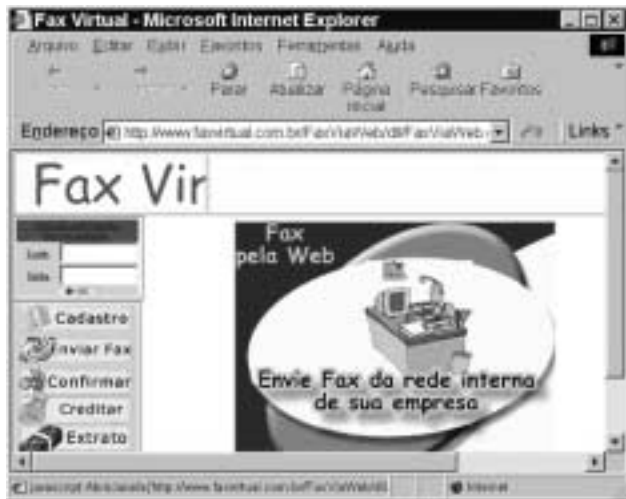 Fax Virtual - Microsoft Internet Explorer
Arquivo Editar Exibir Favoritos Ferramentas Ajuda
Parar Atualizar Página inicial Pesquisar Favoritos
Endereço Links
Fax Vir
Fax
pela Web
Cadastro
Enviar Fax
Confirmar
Creditar
Extrato
Envie Fax da rede interna
de sua empresa
Internet